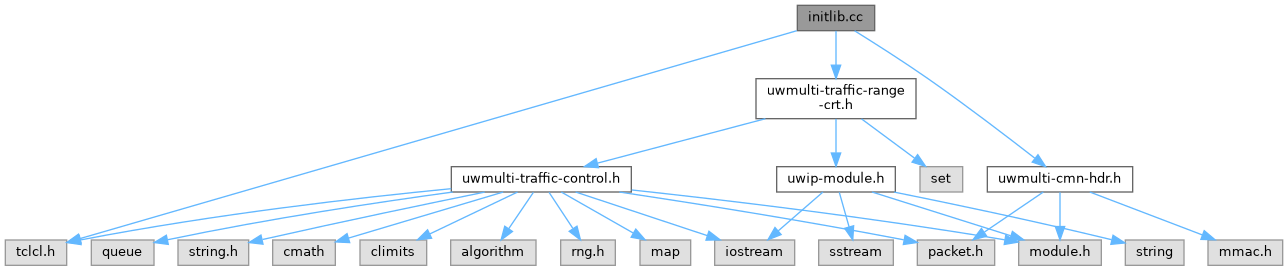 initlib.cc
uwmulti-traffic-range
-crt.h
uwmulti-traffic-control.h
uwip-module.h
set
uwmulti-cmn-hdr.h
tclcl.h
queue
string.h
cmath
climits
algorithm
rng.h
map
iostream
sstream
packet.h
module.h
string
mmac.h